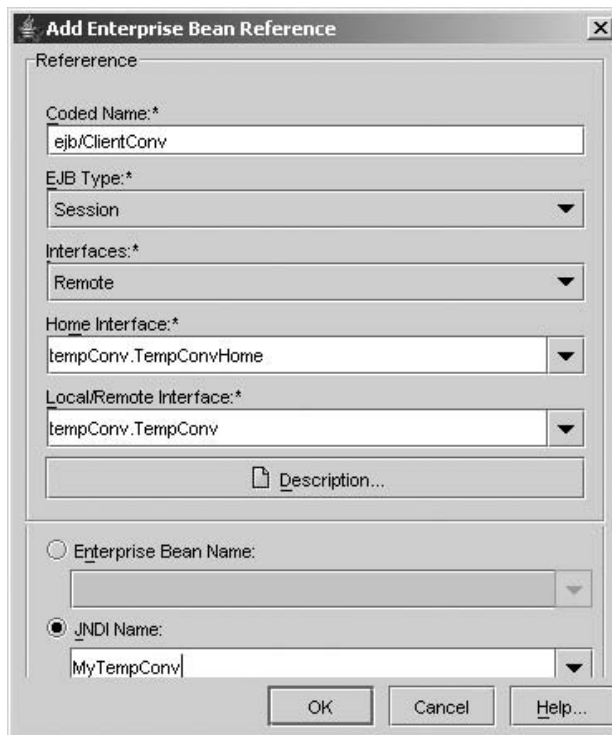 Add Enterprise Bean Reference
Refererence
Coded Name:*
ejb/ClientConv
EJB Type:*
Session
Interfaces:*
Remote
Home Interface:*
tempConv.TempConvHome
Local/Remote Interface:*
tempConv.TempConv
Description...
Enterprise Bean Name:
JNDI Name:
MyTempConv
OK Cancel Help...